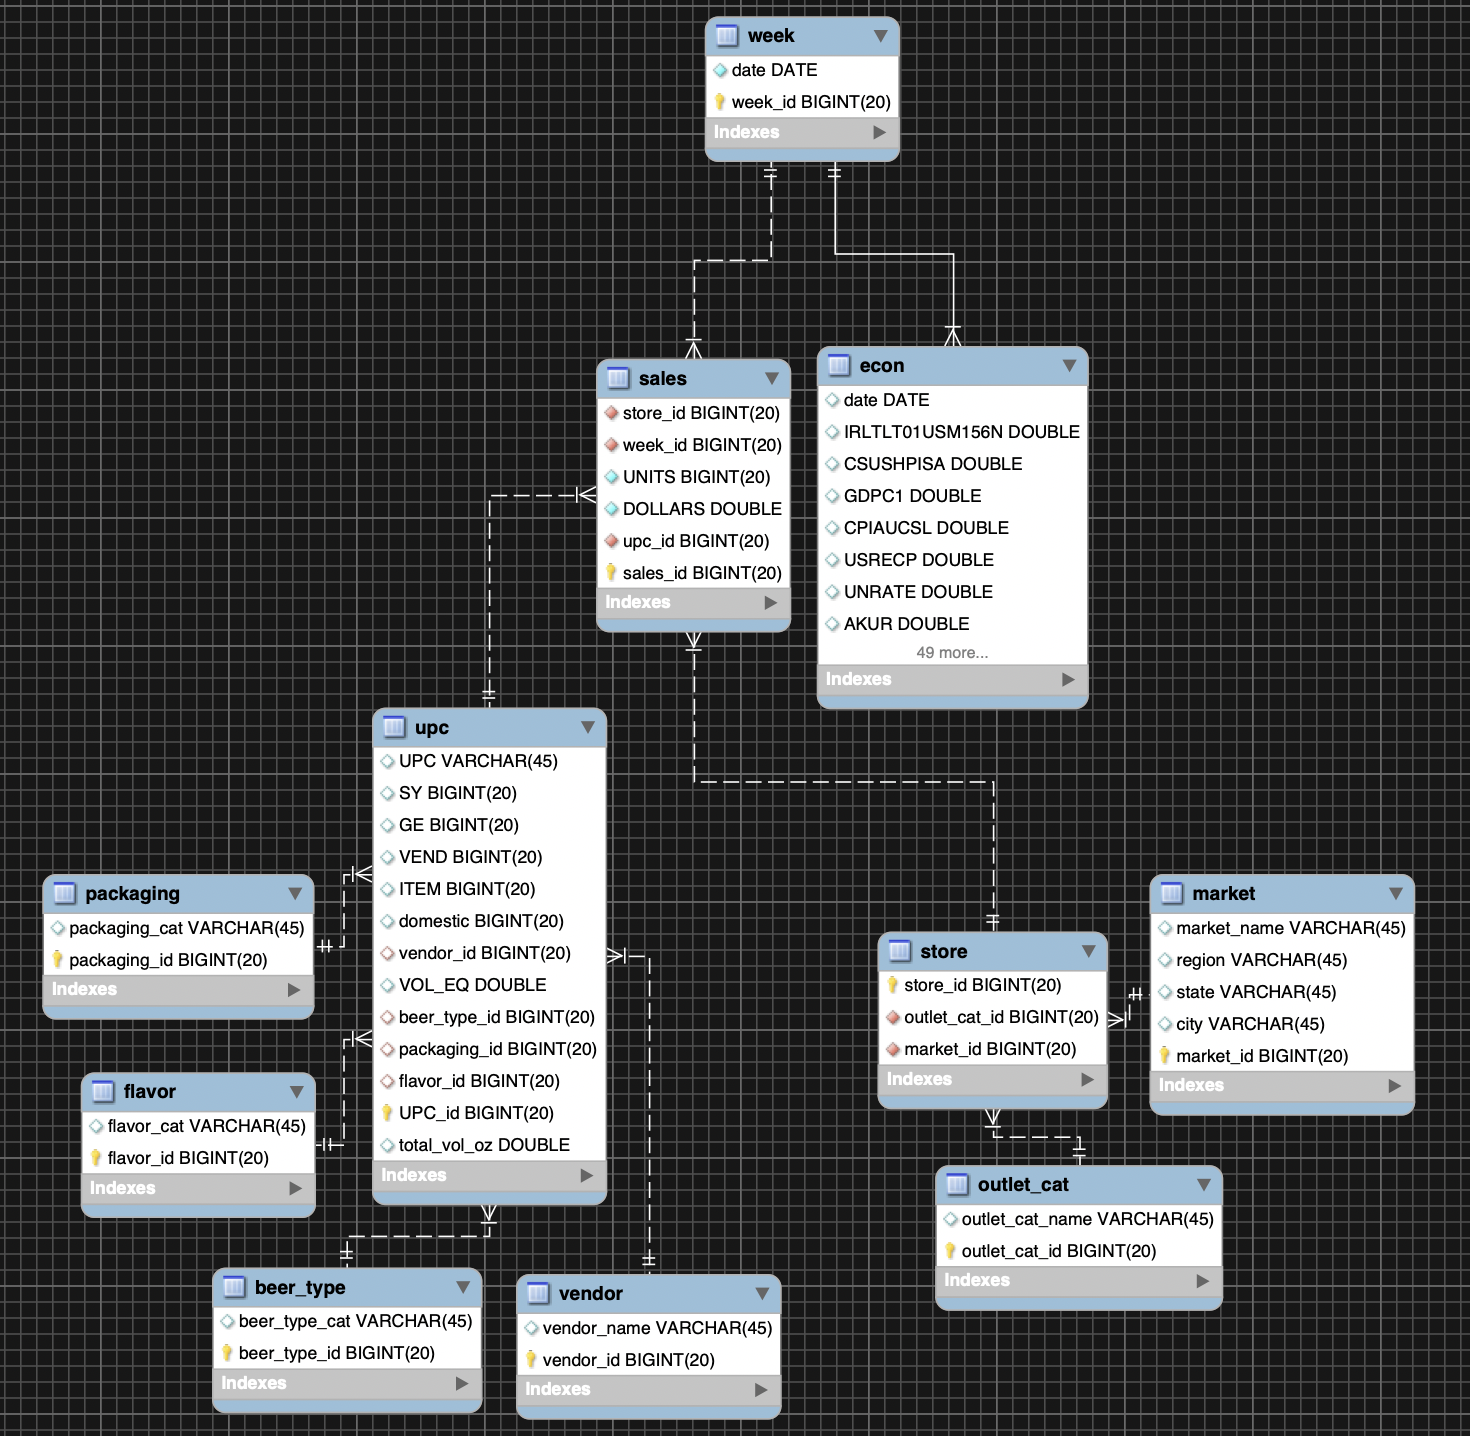 week
date DATE
week_id BIGINT(20)
Indexes
sales
store_id BIGINT(20)
week_id BIGINT(20)
UNITS BIGINT(20)
DOLLARS DOUBLE
upc_id BIGINT(20)
sales_id BIGINT(20)
Indexes
econ
date DATE
IRLTLT01USM156N DOUBLE
CSUSHPISA DOUBLE
GDPC1 DOUBLE
CPIAUCSL DOUBLE
USRECP DOUBLE
UNRATE DOUBLE
AKUR DOUBLE
49 more...
Indexes
upc
UPC VARCHAR(45)
SY BIGINT(20)
GE BIGINT(20)
VEND BIGINT(20)
ITEM BIGINT(20)
domestic BIGINT(20)
vendor_id BIGINT(20)
VOL_EQ DOUBLE
beer_type_id BIGINT(20)
packaging_id BIGINT(20)
flavor_id BIGINT(20)
UPC_id BIGINT(20)
total_vol_oz DOUBLE
Indexes
packaging
packaging_cat VARCHAR(45)
packaging_id BIGINT(20)
Indexes
flavor
flavor_cat VARCHAR(45)
flavor_id BIGINT(20)
Indexes
store
store_id BIGINT(20)
outlet_cat_id BIGINT(20)
market_id BIGINT(20)
Indexes
market
market_name VARCHAR(45)
region VARCHAR(45)
state VARCHAR(45)
city VARCHAR(45)
market_id BIGINT(20)
Indexes
outlet_cat
outlet_cat_name VARCHAR(45)
outlet_cat_id BIGINT(20)
Indexes
beer_type
beer_type_cat VARCHAR(45)
beer_type_id BIGINT(20)
Indexes
vendor
vendor_name VARCHAR(45)
vendor_id BIGINT(20)
Indexes